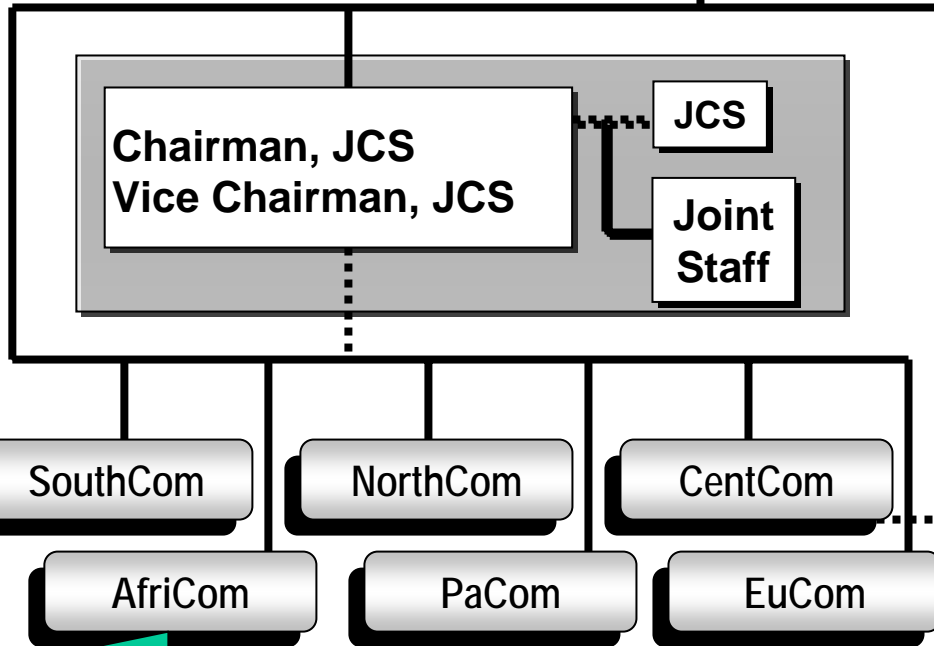 Chairman, JCS
Vice Chairman, JCS
JCS
Joint
Staff
SouthCom
NorthCom
CentCom
AfriCom
PaCom
EuCom